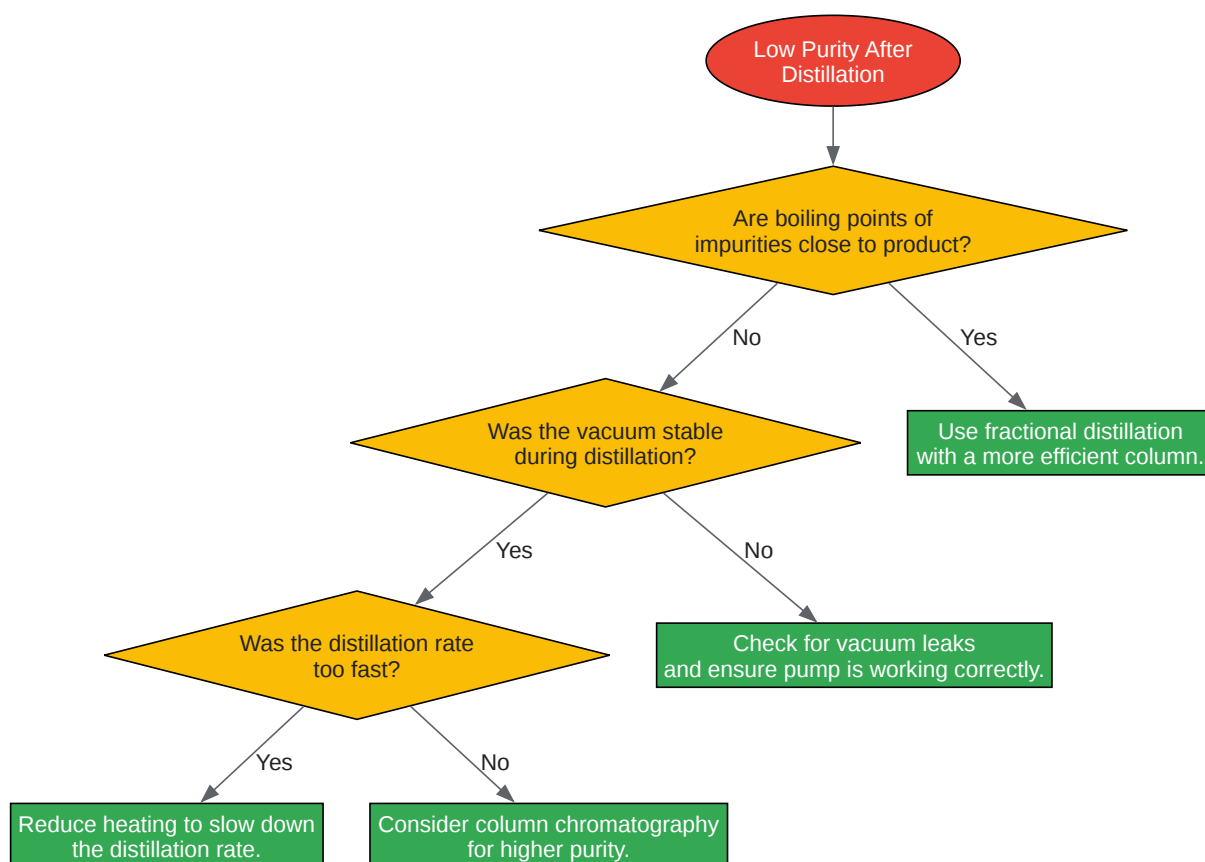 Low Purity After
Distillation
Are boiling points of
impurities close to product?
No
Yes
Was the vacuum stable
during distillation?
Use fractional distillation
with a more efficient column.
Yes
No
Was the distillation rate
too fast?
Check for vacuum leaks
and ensure pump is working correctly.
Yes
No
Reduce heating to slow down
the distillation rate.
Consider column chromatography
for higher purity.